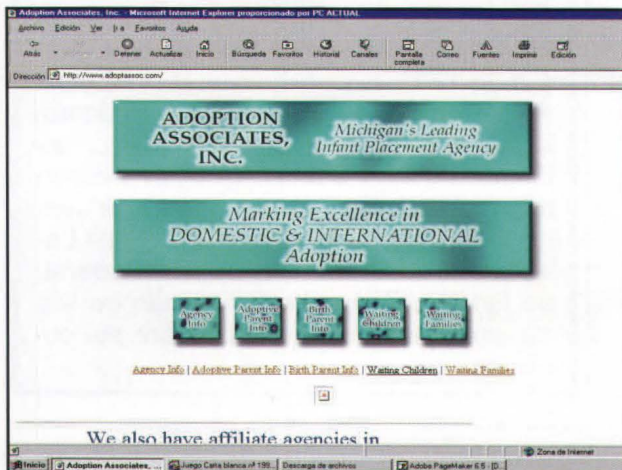 Adoption Associates, Inc. - Microsoft Internet Explorer proporcionado por PC ACTUAL
Archivo Edición Ver Ir a Favoritos Ayuda
Atrás Detener Actualizar Inicio Búsqueda Favoritos Historial Canales Pantalla completa Correo Fuentes Imprimir Edición
Dirección http://www.adoptassoc.com/
ADOPTION
ASSOCIATES,
INC.
Michigan's Leading
Infant Placement Agency
Marking Excellence in
DOMESTIC & INTERNATIONAL
Adoption
Agency Info
Adoptive Parent Info
Birth Parent Info
Waiting Children
Waiting Families
Agency Info | Adoptive Parent Info | Birth Parent Info | Waiting Children | Waiting Families
We also have affiliate agencies in
Zona de Internet
Inicio Adoption Associates, ... Juego Carta blanca nº 199... Descarga de archivos Adobe PageMaker 6.5 - [D...